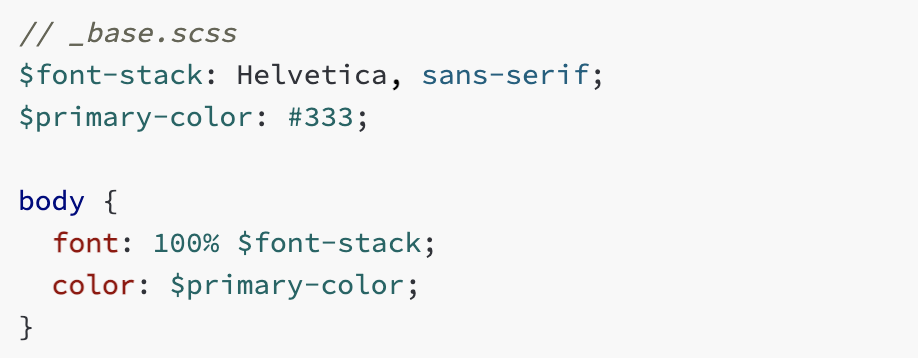 // _base.scss
$font-stack: Helvetica, sans-serif;
$primary-color: #333;

body {
  font: 100% $font-stack;
  color: $primary-color;
}